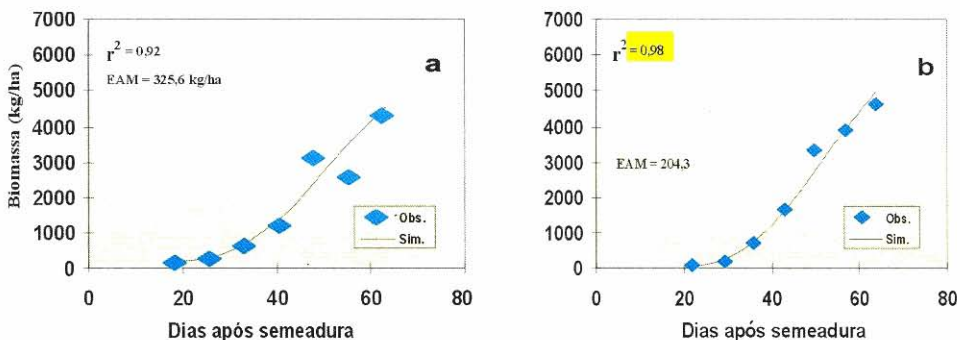 7000
6000
5000
4000
3000
2000
1000
0
Biomassa (kg/ha)
r² = 0,92
EAM = 325,6 kg/ha
a
Obs.
Sim.
0 20 40 60 80
Dias após semeadura
7000
6000
5000
4000
3000
2000
1000
0
r² = 0,98
EAM = 204,3
b
Obs.
Sim.
0 20 40 60 80
Dias após semeadura